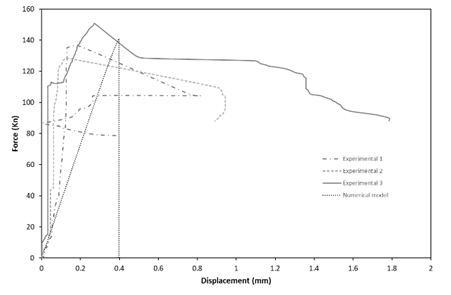 160
140
120
100
80
60
40
20
0
Force (Kn)
Experimental 1
Experimental 2
Experimental 3
Numerical model
0 0.2 0.4 0.6 0.8 1 1.2 1.4 1.6 1.8 2
Displacement (mm)